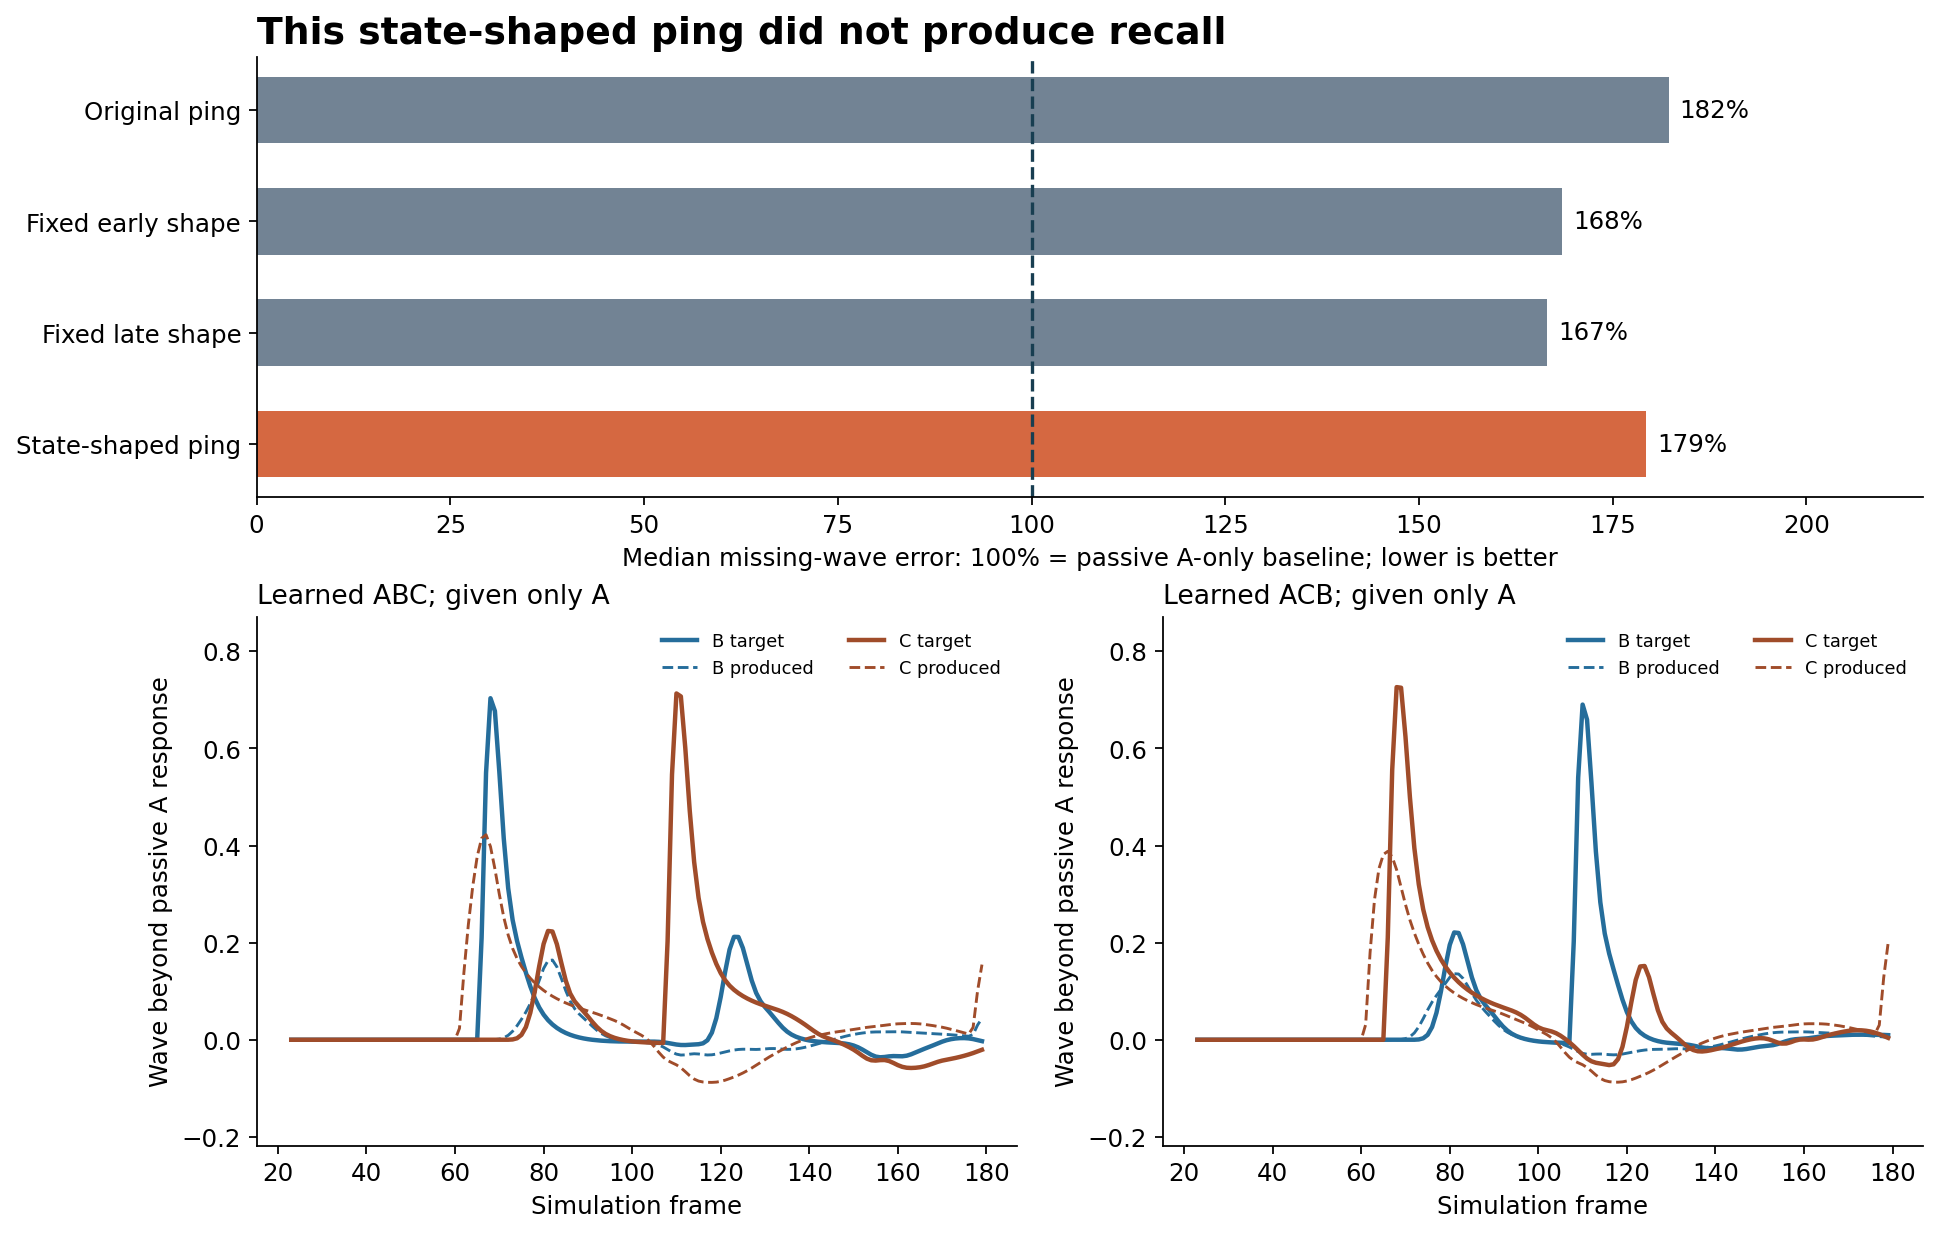 This state-shaped ping did not produce recall
Original ping
182%
Fixed early shape
168%
Fixed late shape
167%
State-shaped ping
179%
0 25 50 75 100 125 150 175 200
Median missing-wave error: 100% = passive A-only baseline; lower is better
Learned ABC; given only A
B target C target
B produced C produced
Wave beyond passive A response
0.8
0.6
0.4
0.2
0.0
−0.2
20 40 60 80 100 120 140 160 180
Simulation frame
Learned ACB; given only A
B target C target
B produced C produced
Wave beyond passive A response
0.8
0.6
0.4
0.2
0.0
−0.2
20 40 60 80 100 120 140 160 180
Simulation frame